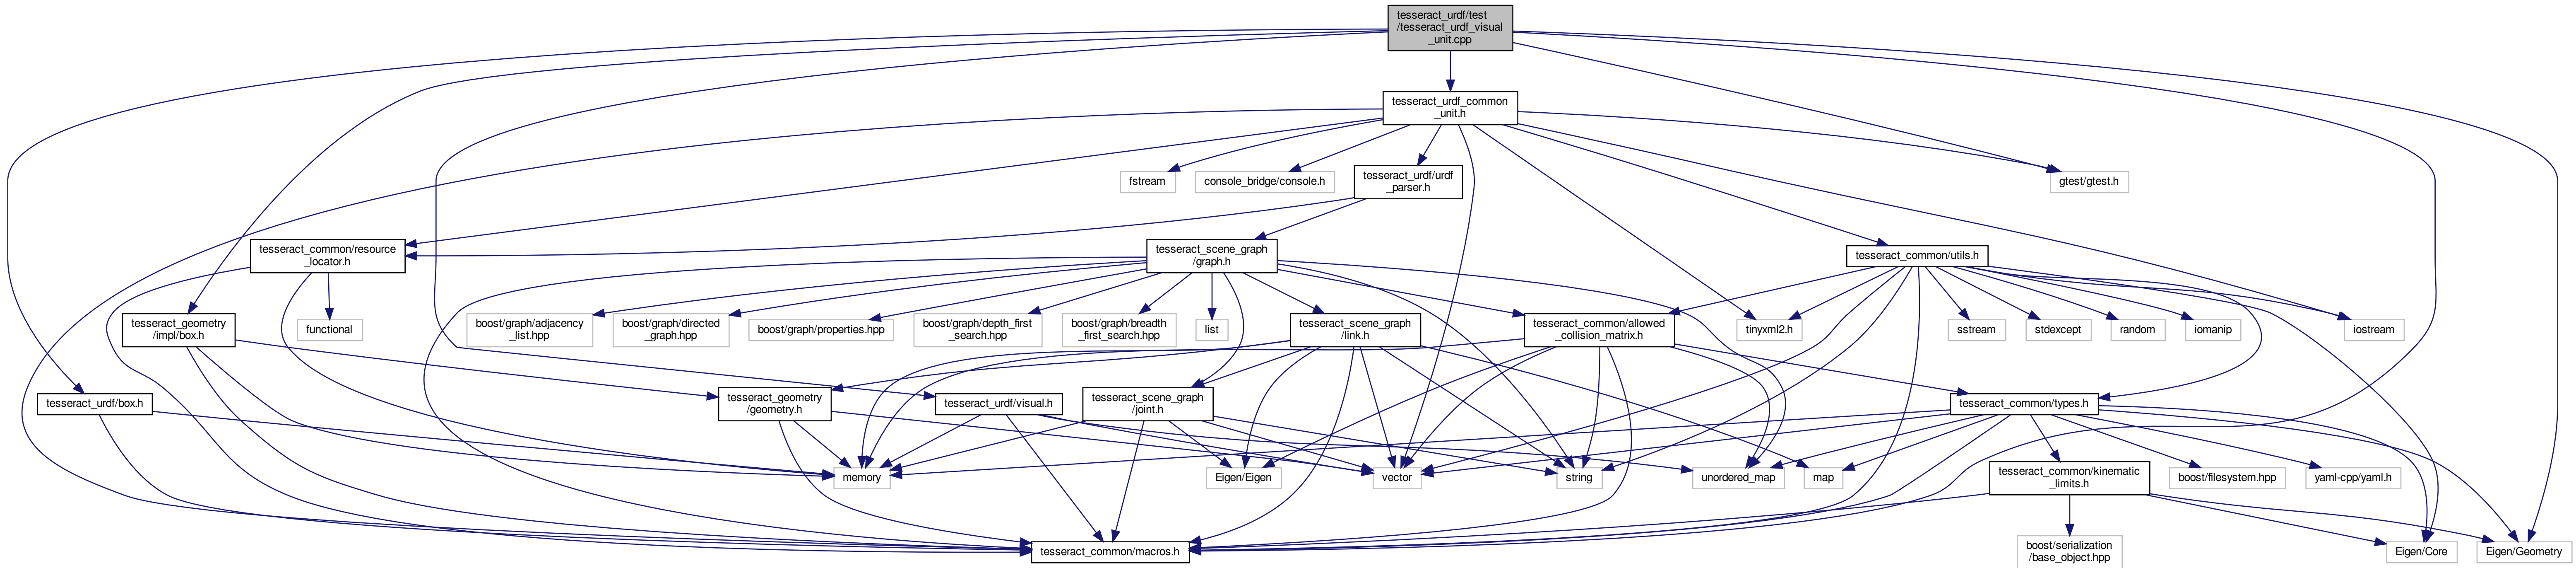 tesseract_urdf/test
/tesseract_urdf_visual
_unit.cpp
tesseract_urdf_common
_unit.h
fstream
console_bridge/console.h
tesseract_urdf/urdf
_parser.h
gtest/gtest.h
tesseract_common/resource
_locator.h
tesseract_scene_graph
/graph.h
tesseract_common/utils.h
tesseract_geometry
/impl/box.h
functional
boost/graph/adjacency
_list.hpp
boost/graph/directed
_graph.hpp
boost/graph/properties.hpp
boost/graph/depth_first
_search.hpp
boost/graph/breadth
_first_search.hpp
list
tesseract_scene_graph
/link.h
tesseract_common/allowed
_collision_matrix.h
tinyxml2.h
sstream
stdexcept
random
iomanip
iostream
tesseract_urdf/box.h
tesseract_geometry
/geometry.h
tesseract_urdf/visual.h
tesseract_scene_graph
/joint.h
tesseract_common/types.h
memory
Eigen/Eigen
vector
string
unordered_map
map
tesseract_common/kinematic
_limits.h
boost/filesystem.hpp
yaml-cpp/yaml.h
tesseract_common/macros.h
boost/serialization
/base_object.hpp
Eigen/Core
Eigen/Geometry